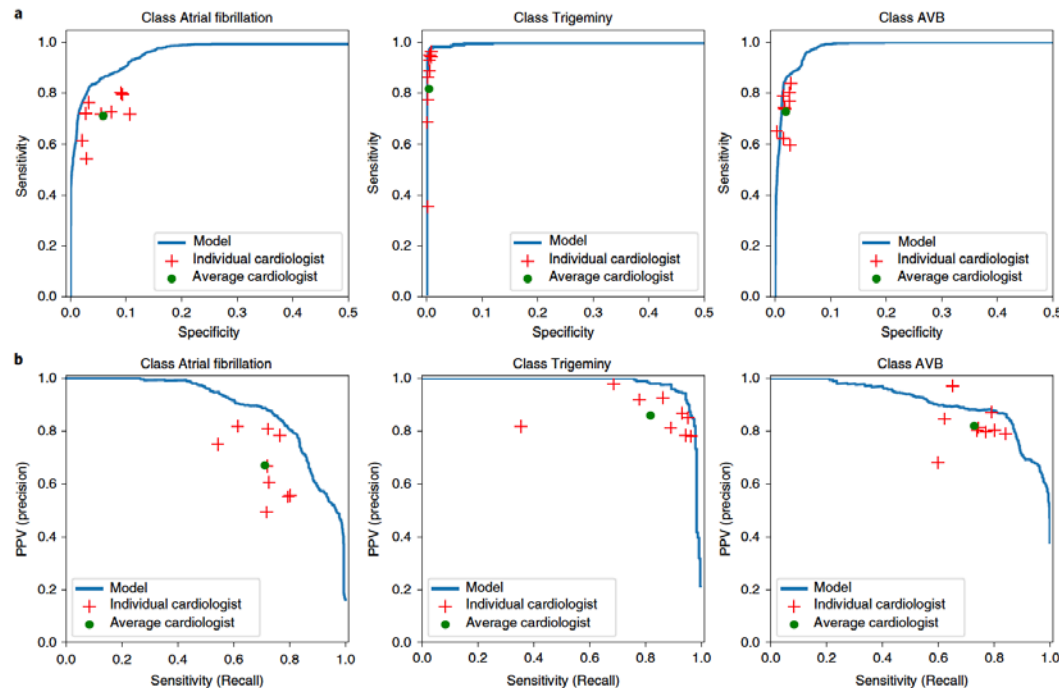 a
Class Atrial fibrillation
Class Trigeminy
Class AVB
1.0
0.8
0.6
0.4
0.2
0.0
Sensitivity
Model
Individual cardiologist
Average cardiologist
0.0 0.1 0.2 0.3 0.4 0.5
Specificity
1.0
0.8
0.6
0.4
0.2
0.0
Sensitivity
Model
Individual cardiologist
Average cardiologist
0.0 0.1 0.2 0.3 0.4 0.5
Specificity
1.0
0.8
0.6
0.4
0.2
0.0
Sensitivity
Model
Individual cardiologist
Average cardiologist
0.0 0.1 0.2 0.3 0.4 0.5
Specificity
b
Class Atrial fibrillation
Class Trigeminy
Class AVB
1.0
0.8
0.6
0.4
0.2
0.0
PPV (precision)
Model
Individual cardiologist
Average cardiologist
0.0 0.2 0.4 0.6 0.8 1.0
Sensitivity (Recall)
1.0
0.8
0.6
0.4
0.2
0.0
PPV (precision)
Model
Individual cardiologist
Average cardiologist
0.0 0.2 0.4 0.6 0.8 1.0
Sensitivity (Recall)
1.0
0.8
0.6
0.4
0.2
0.0
PPV (precision)
Model
Individual cardiologist
Average cardiologist
0.0 0.2 0.4 0.6 0.8 1.0
Sensitivity (Recall)